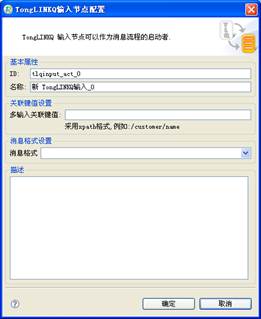 TongLINKQ输入节点配置
TongLINKQ 输入节点可以作为消息流程的启动者.
基本属性
ID: tlqinput_act_0
名称: 新 TongLINKQ输入_0
关联键值设置
多输入关联键值:
采用xpath格式,例如:/customer/name
消息格式设置
消息格式
描述
确定
取消